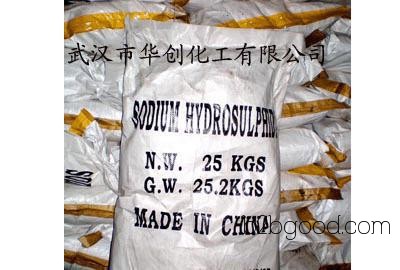 武汉市华创化工有限公司
SODIUM HYDROSULPHIDE
N.W. 25 KGS
G.W. 25.2KGS
MADE IN CHINA
bgood.com